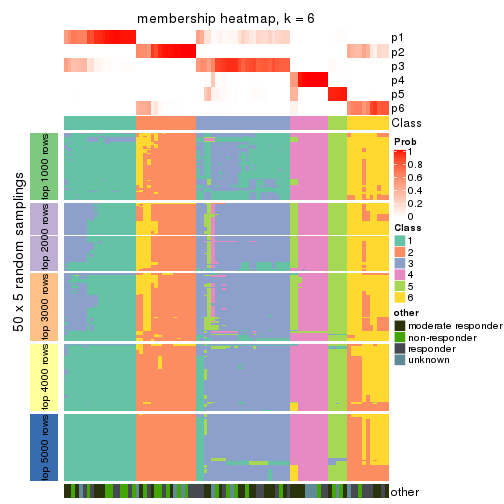 membership heatmap, k = 6
p1
p2
p3
p4
p5
p6
Class
50 x 5 random samplings
top 1000 rows
top 2000 rows
top 3000 rows
top 4000 rows
top 5000 rows
Prob
1
0.8
0.6
0.4
0.2
0
Class
1
2
3
4
5
6
other
moderate responder
non-responder
responder
unknown
other